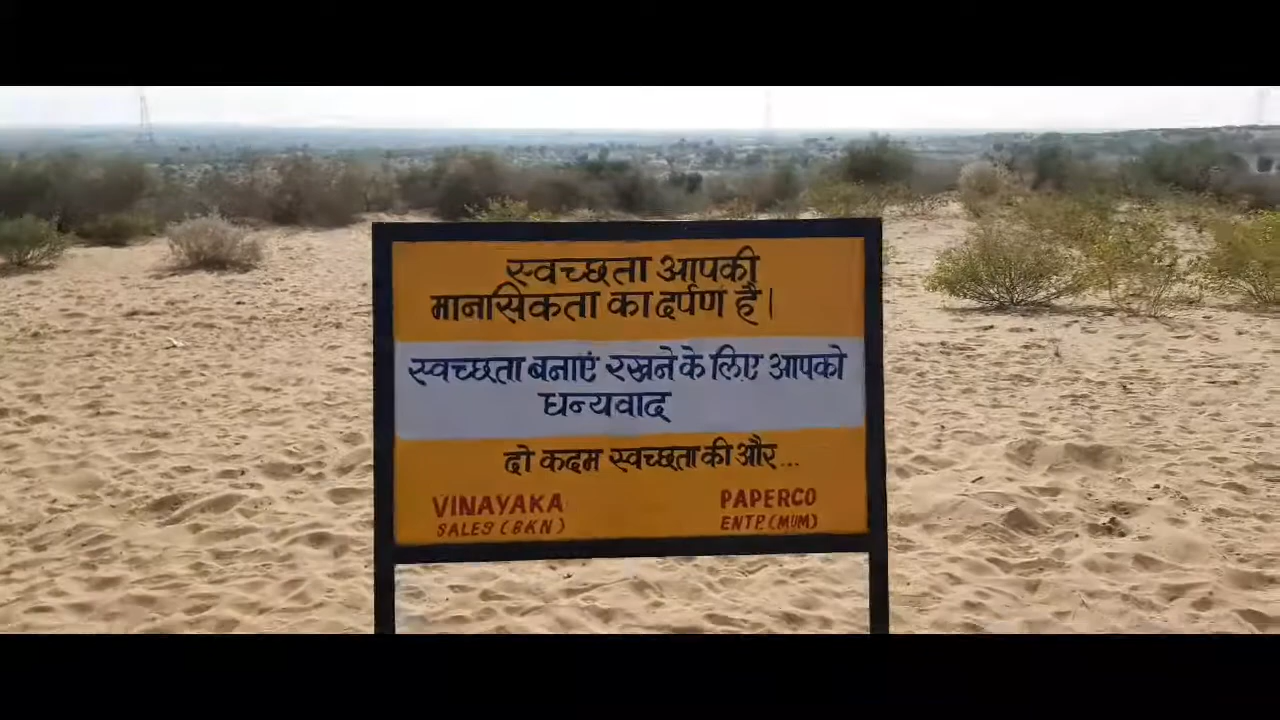 स्वच्छता आपकी
मानसिकता का दर्पण है।
स्वच्छता बनाएं रखने के लिए आपको
धन्यवाद
दो कदम स्वच्छता की और...
VINAYAKA
SALES (BKN)
PAPERCO
ENTP. (MUM)